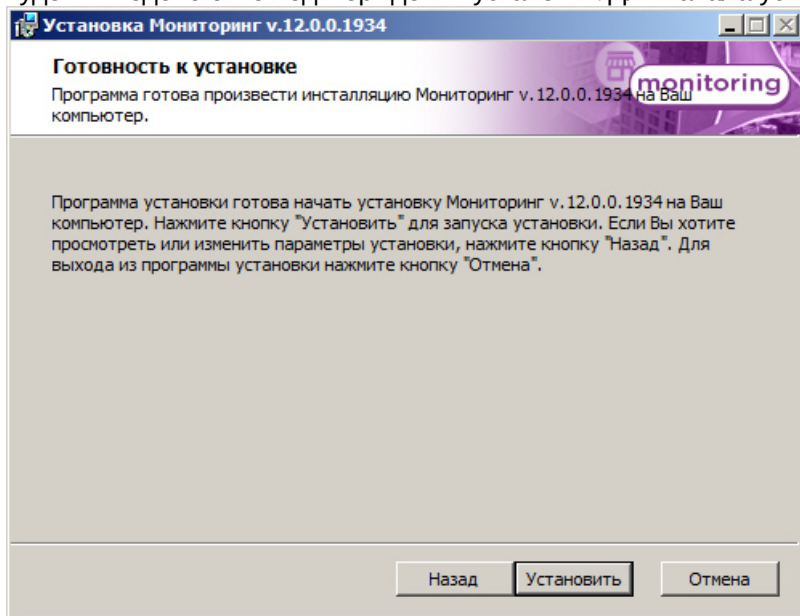 Установка Мониторинг v.12.0.0.1934
Готовность к установке
Программа готова произвести инсталляцию Мониторинг v.12.0.0.1934 на Ваш
компьютер.
monitoring
Программа установки готова начать установку Мониторинг v.12.0.0.1934 на Ваш
компьютер. Нажмите кнопку "Установить" для запуска установки. Если Вы хотите
просмотреть или изменить параметры установки, нажмите кнопку "Назад". Для
выхода из программы установки нажмите кнопку "Отмена".
Назад Установить Отмена